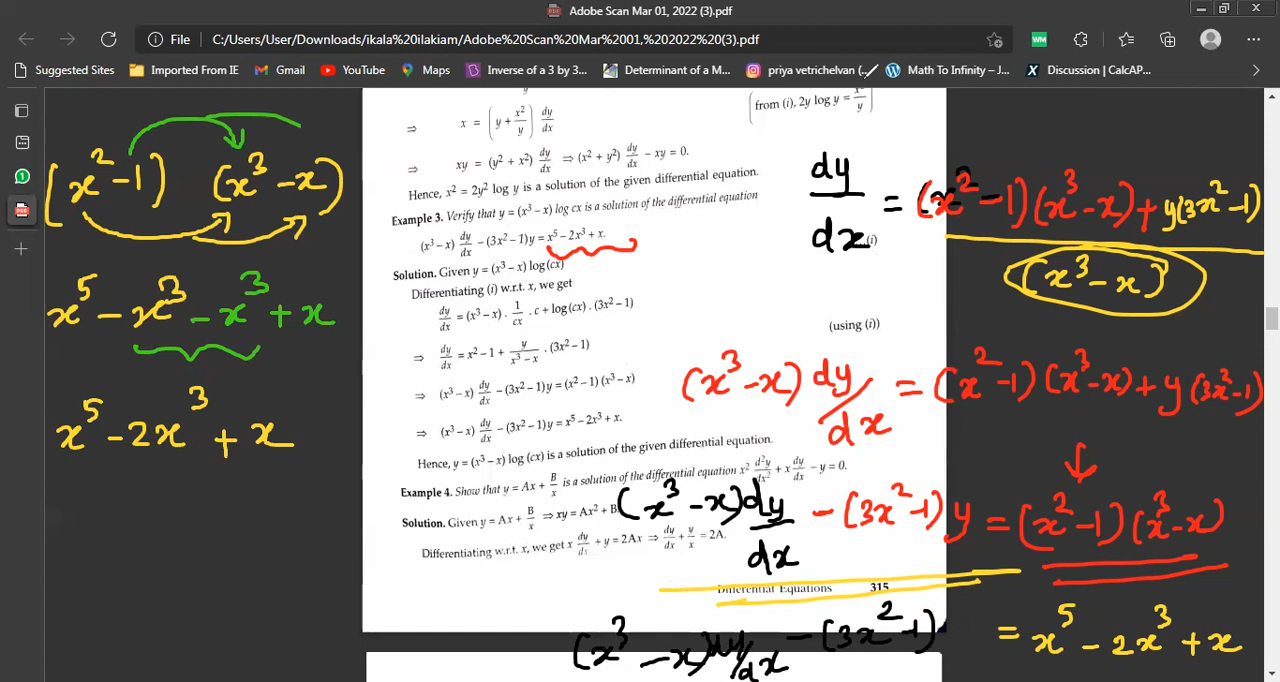 Adobe Scan Mar 01, 2022 (3).pdf
File C:/Users/User/Downloads/ikala%20ilakiam/Adobe%20Scan%20Mar%2001,%202022%20(3).pdf
Suggested Sites Imported From IE Gmail YouTube Maps Inverse of a 3 by 3... Determinant of a M... priya vetrichelvan (... Math To Infinity – J... Discussion | CalcAP...
(from (i), 2y log y = x²/y)
⇒ x = (y + x²/y) dy/dx
⇒ xy = (y² + x²) dy/dx ⇒ (x² + y²) dy/dx – xy = 0.
Hence, x² = 2y² log y is a solution of the given differential equation.
Example 3. Verify that y = (x³ – x) log cx is a solution of the differential equation
(x³ – x) dy/dx – (3x² – 1) y = x⁵ – 2x³ + x.
Solution. Given y = (x³ – x) log (cx)
...(i)
Differentiating (i) w.r.t. x, we get
dy/dx = (x³ – x) · 1/cx · c + log (cx) · (3x² – 1)
⇒ dy/dx = x² – 1 + y/(x³ – x) · (3x² – 1)
(using (i))
⇒ (x³ – x) dy/dx – (3x² – 1) y = (x² – 1) (x³ – x)
⇒ (x³ – x) dy/dx – (3x² – 1) y = x⁵ – 2x³ + x.
Hence, y = (x³ – x) log (cx) is a solution of the differential equation.
Example 4. Show that y = Ax + B/x is a solution of the differential equation x² d²y/dx² + x dy/dx – y = 0.
Solution. Given y = Ax + B/x ⇒ xy = Ax² + B
Differentiating w.r.t. x, we get x dy/dx + y = 2Ax ⇒ dy/dx + y/x = 2A.
Differential Equations 315
(x² – 1) (x³ – x)
x⁵ – x³ – x³ + x
x⁵ – 2x³ + x
dy/dx = (x² – 1)(x³ – x) + y(3x² – 1)
(x³ – x)
(x³ – x) dy/dx = (x² – 1) (x³ – x) + y (3x² – 1)
(x³ – x) dy/dx – (3x² – 1) y = (x² – 1) (x³ – x)
(x³ – x) dy/dx – (3x² – 1) = x⁵ – 2x³ + x